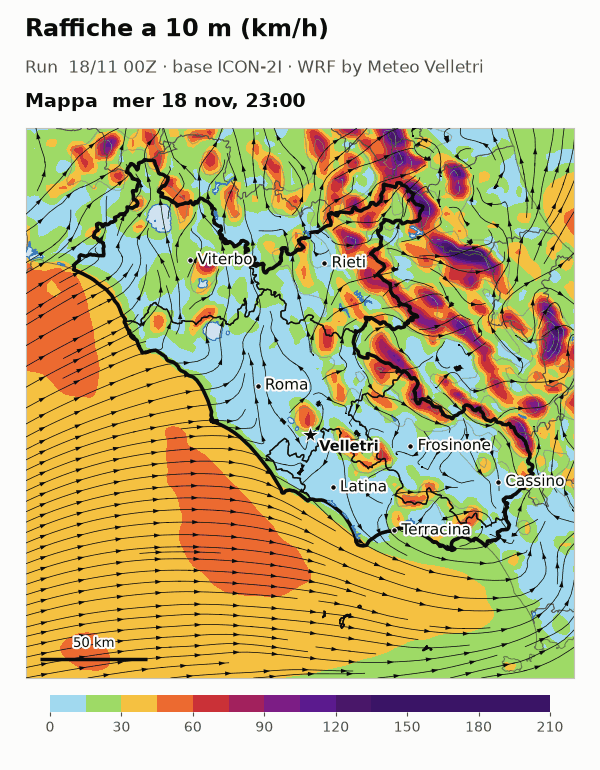 Raffiche a 10 m (km/h)
Run  18/11 00Z · base ICON-2I · WRF by Meteo Velletri
Mappa  mer 18 nov, 23:00
Viterbo
Rieti
Roma
Velletri
Frosinone
Cassino
Latina
Terracina
50 km
0 30 60 90 120 150 180 210